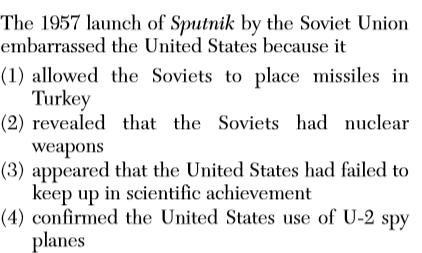 The 1957 launch of Sputnik by the Soviet Union
embarrassed the United States because it
(1) allowed the Soviets to place missiles in
Turkey
(2) revealed that the Soviets had nuclear
weapons
(3) appeared that the United States had failed to
keep up in scientific achievement
(4) confirmed the United States use of U-2 spy
planes